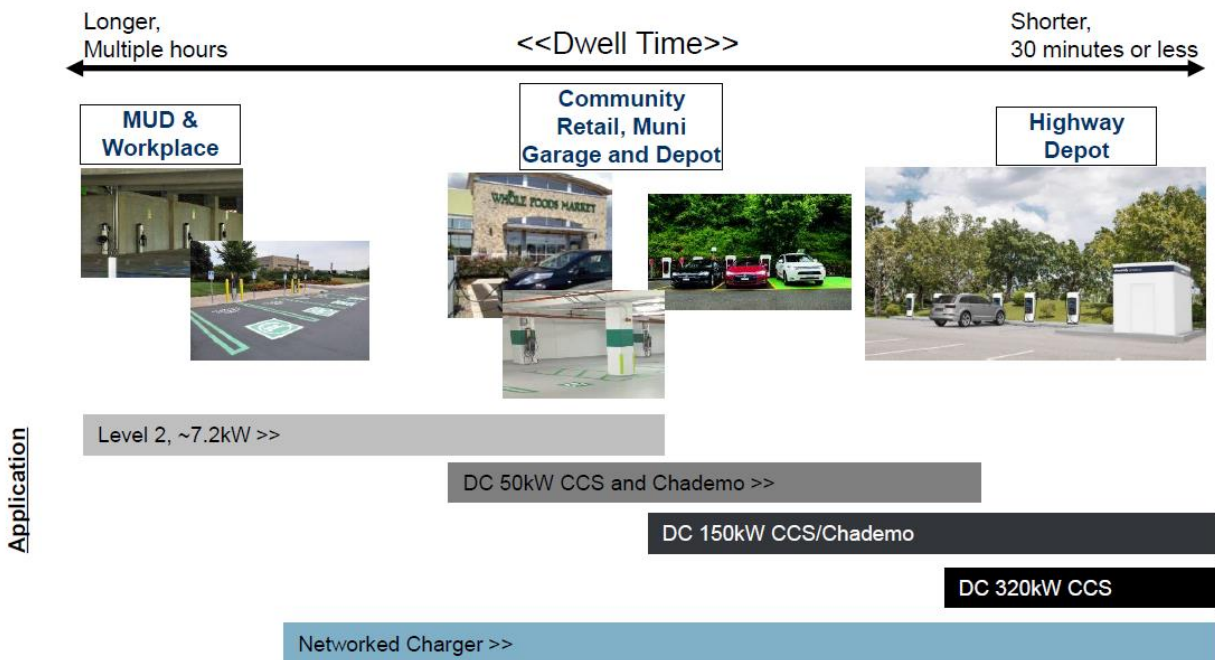 Longer,
Multiple hours
<<Dwell Time>>
Shorter,
30 minutes or less
MUD &
Workplace
Community
Retail, Muni
Garage and Depot
Highway
Depot
WHOLE FOODS MARKET
Application
Level 2, ~7.2kW >>
DC 50kW CCS and Chademo >>
DC 150kW CCS/Chademo
DC 320kW CCS
Networked Charger >>